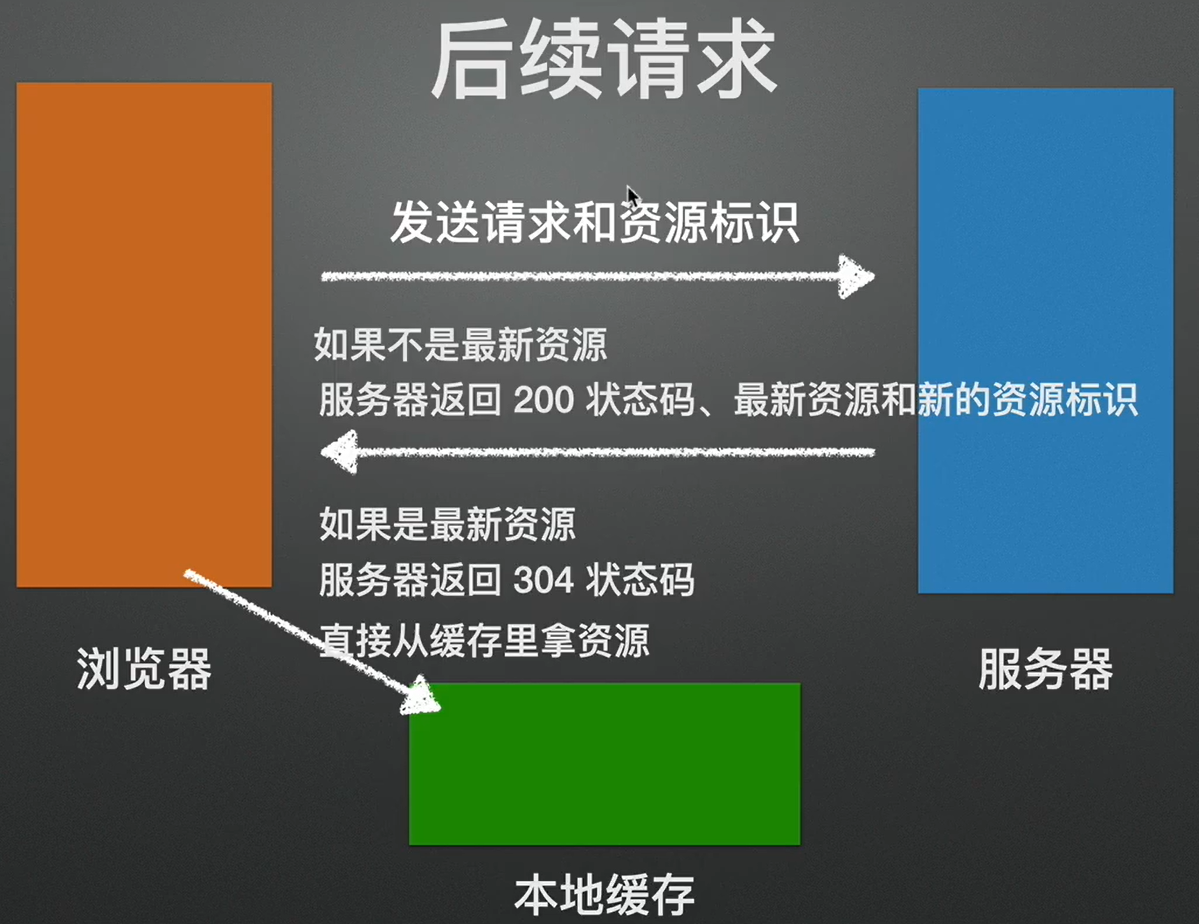 后续请求
发送请求和资源标识
如果不是最新资源
服务器返回 200 状态码、最新资源和新的资源标识
如果是最新资源
服务器返回 304 状态码
直接从缓存里拿资源
浏览器
服务器
本地缓存